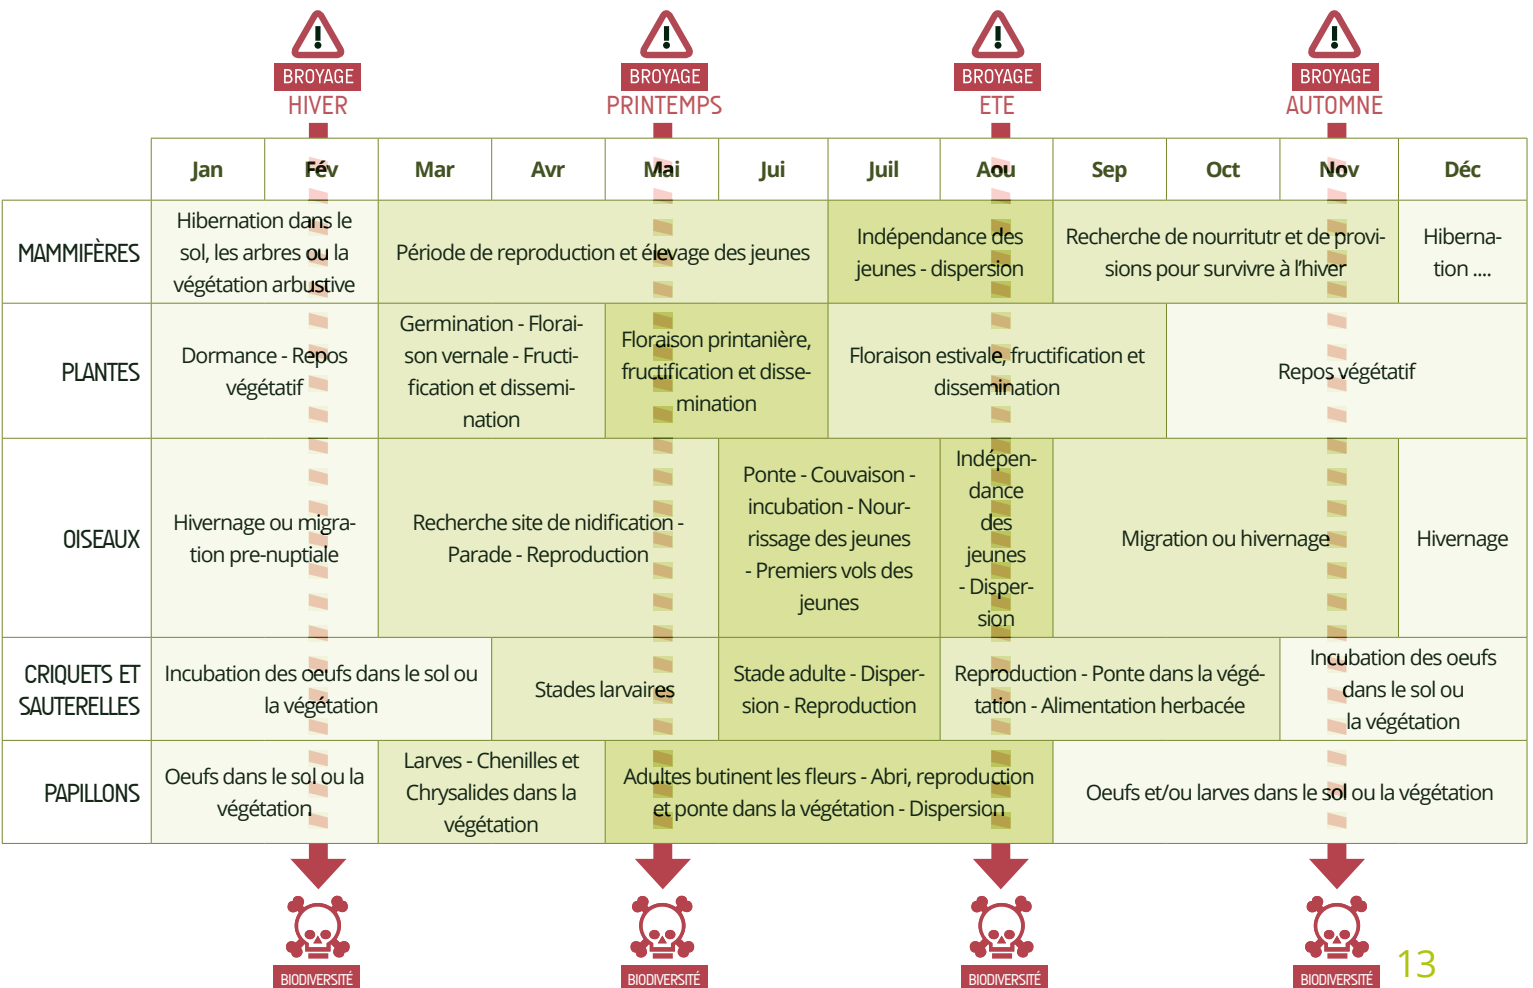 BROYAGE
HIVER
BROYAGE
PRINTEMPS
BROYAGE
ETE
BROYAGE
AUTOMNE
Jan Fév Mar Avr Mai Jui Juil Aou Sep Oct Nov Déc
MAMMIFÈRES
Hibernation dans le
sol, les arbres ou la
végétation arbustive
Période de reproduction et élevage des jeunes
Indépendance des
jeunes - dispersion
Recherche de nourritutr et de provi-
sions pour survivre à l'hiver
Hiberna-
tion ....
PLANTES
Dormance - Repos
végétatif
Germination - Florai-
son vernale - Fructi-
fication et dissemi-
nation
Floraison printanière,
fructification et disse-
mination
Floraison estivale, fructification et
dissemination
Repos végétatif
OISEAUX
Hivernage ou migra-
tion pre-nuptiale
Recherche site de nidification -
Parade - Reproduction
Ponte - Couvaison -
incubation - Nour-
rissage des jeunes
- Premiers vols des
jeunes
Indépen-
dance
des
jeunes
- Disper-
sion
Migration ou hivernage
Hivernage
CRIQUETS ET
SAUTERELLES
Incubation des oeufs dans le sol ou
la végétation
Stades larvaires
Stade adulte - Disper-
sion - Reproduction
Reproduction - Ponte dans la végé-
tation - Alimentation herbacée
Incubation des oeufs
dans le sol ou
la végétation
PAPILLONS
Oeufs dans le sol ou la
végétation
Larves - Chenilles et
Chrysalides dans la
végétation
Adultes butinent les fleurs - Abri, reproduction
et ponte dans la végétation - Dispersion
Oeufs et/ou larves dans le sol ou la végétation
BIODIVERSITÉ
BIODIVERSITÉ
BIODIVERSITÉ
BIODIVERSITÉ
13